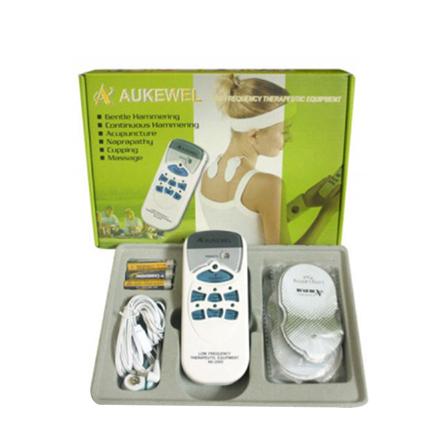 AUKEWEL
FREQUENCY THERAPEUTIC EQUIPMENT
Gentle Hammering
Continuous Hammering
Acupuncture
Naprapathy
Cupping
Massage
AUKEWEL
LOW FREQUENCY
THERAPEUTIC EQUIPMENT